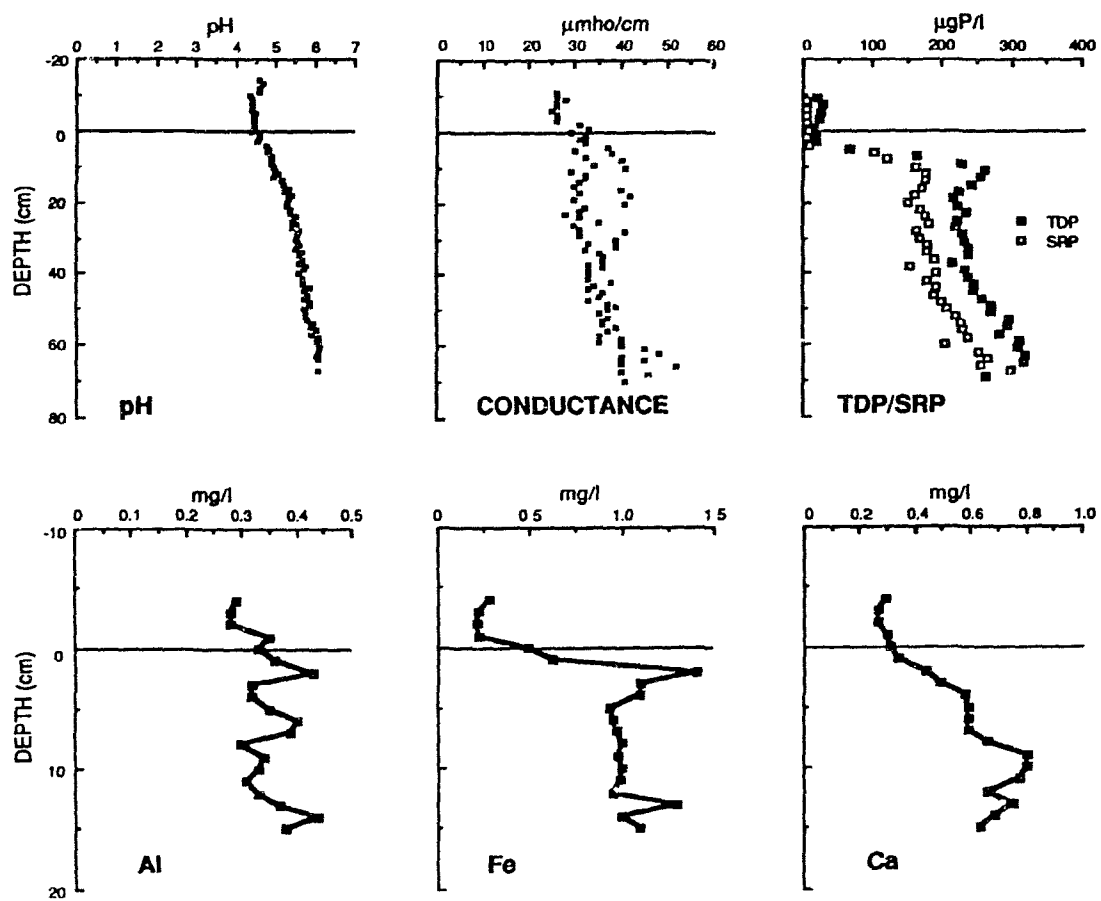 pH
μmho/cm
μgP/l
0 1 2 3 4 5 6 7
0 10 20 30 40 50 60
0 100 200 300 400
-20
0
20
40
60
80
DEPTH (cm)
TDP
SRP
pH
CONDUCTANCE
TDP/SRP
mg/l
mg/l
mg/l
0 0.1 0.2 0.3 0.4 0.5
0 0 5 1.0 1 5
0 0.2 0.4 0.6 0.8 1.0
-10
0
10
20
DEPTH (cm)
Al
Fe
Ca